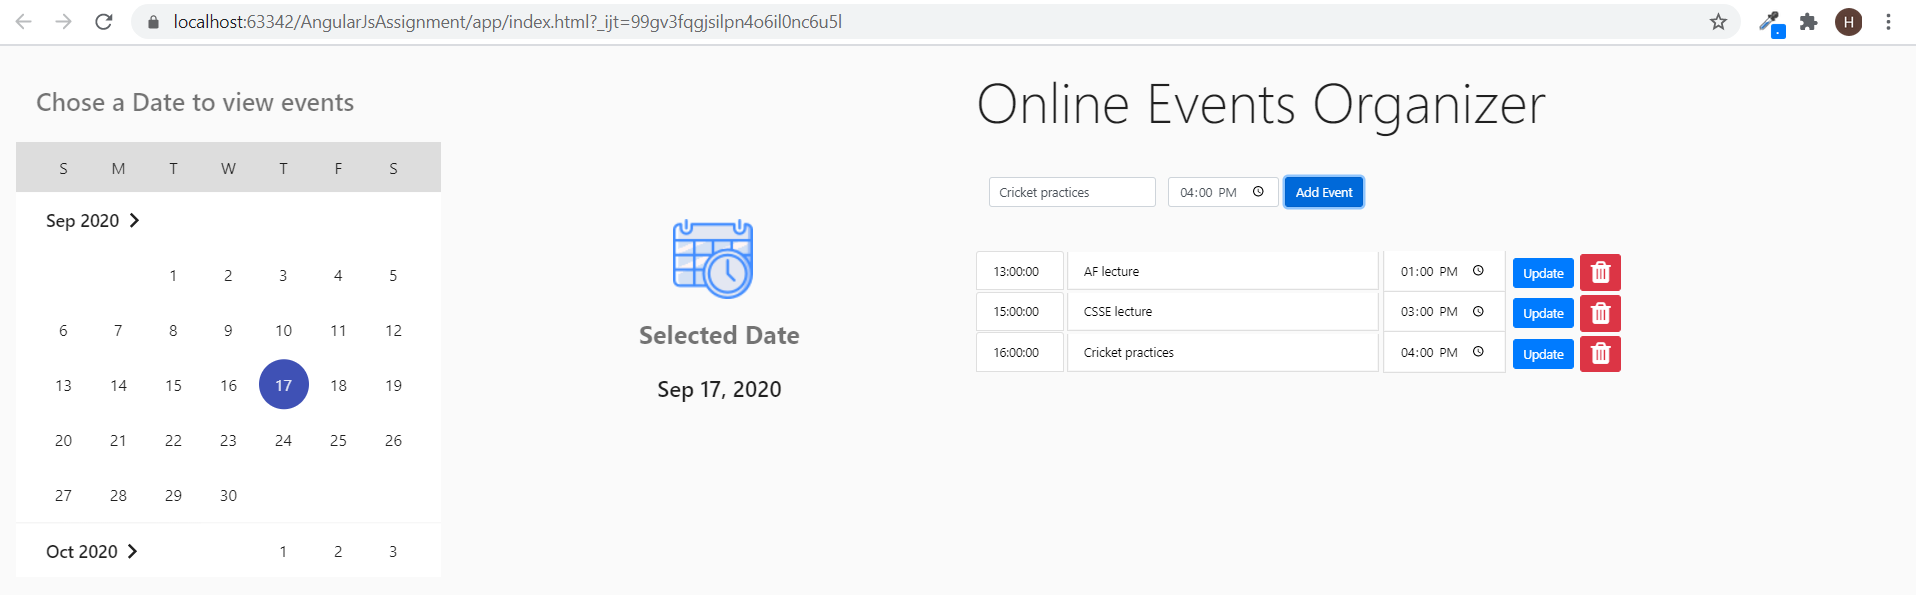 localhost:63342/AngularJsAssignment/app/index.html?_ijt=99gv3fqgjsilpn4o6il0nc6u5l
H
Chose a Date to view events
S M T W T F S
Sep 2020
1 2 3 4 5
6 7 8 9 10 11 12
13 14 15 16 17 18 19
20 21 22 23 24 25 26
27 28 29 30
Oct 2020 1 2 3
Selected Date
Sep 17, 2020
Online Events Organizer
Cricket practices 04:00 PM Add Event
13:00:00 AF lecture 01:00 PM Update
15:00:00 CSSE lecture 03:00 PM Update
16:00:00 Cricket practices 04:00 PM Update